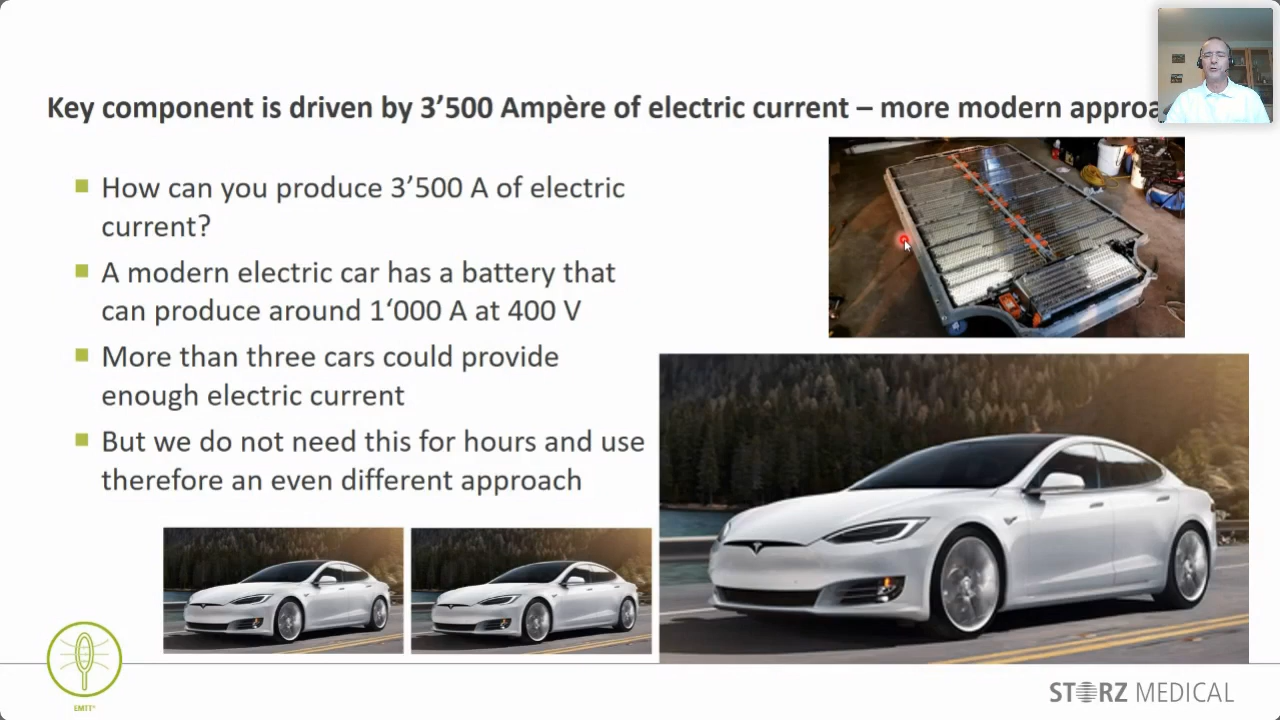 Key component is driven by 3’500 Ampère of electric current – more modern
How can you produce 3’500 A of electric
current?
A modern electric car has a battery that
can produce around 1‘000 A at 400 V
More than three cars could provide
enough electric current
But we do not need this for hours and use
therefore an even different approach
EMTT®
STORZ MEDICAL